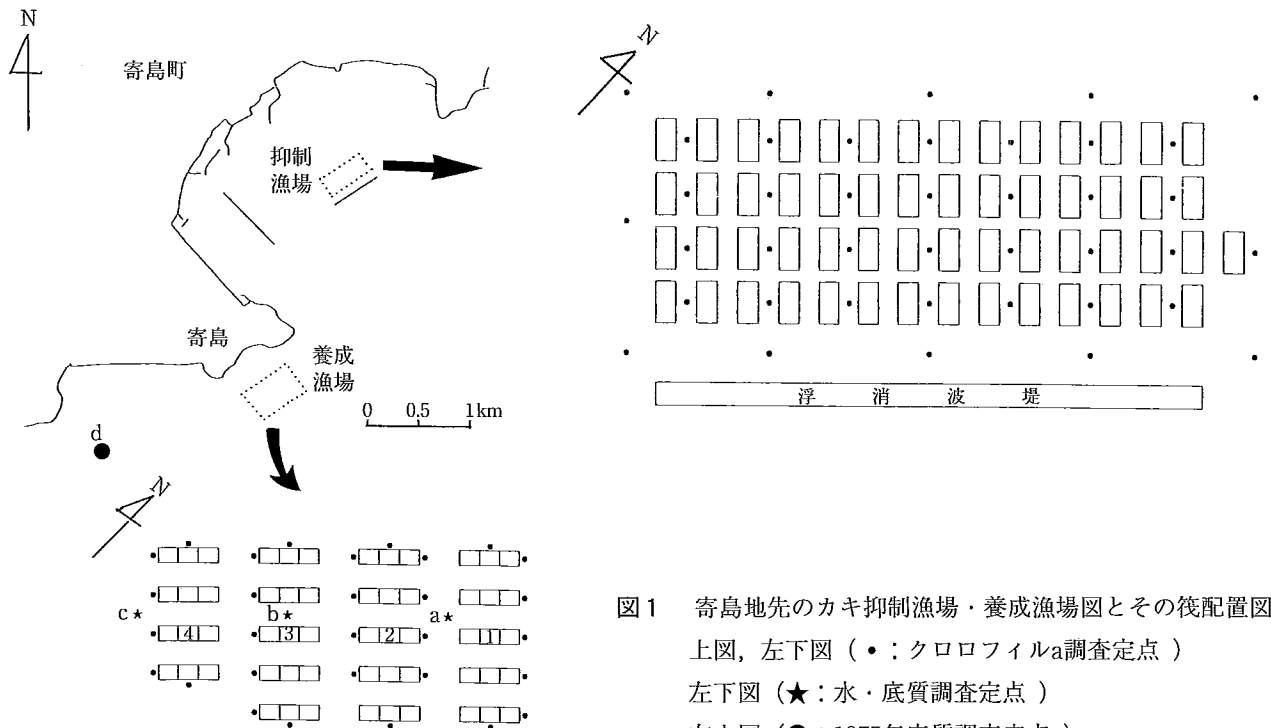 N
寄島町
抑制
漁場
寄島
養成
漁場
0 0.5 1km
d
N
c★ b★ a★
4 3 2 1
N
浮消波堤
図1 寄島地先のカキ抑制漁場・養成漁場図とその筏配置図
上図，左下図（•：クロロフィルa調査定点）
左下図（★：水・底質調査定点）